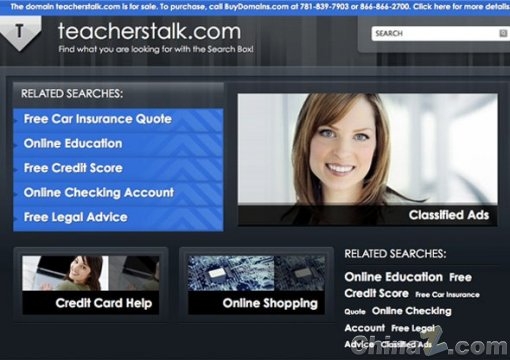 The domain teacherstalk.com is for sale. To purchase, call BuyDomains.com at 781-839-7903 or 866-866-2700. Click here for more details.
T
teacherstalk.com
SEARCH
Find what you are looking for with the Search Box!
RELATED SEARCHES:
Free Car Insurance Quote
Online Education
Free Credit Score
Online Checking Account
Free Legal Advice
Classified Ads
Credit Card Help
Online Shopping
RELATED SEARCHES:
Online Education Free
Credit Score Free Car Insurance
Quote Online Checking
Account Free Legal
Advice Classified Ads
ChinaZ.com